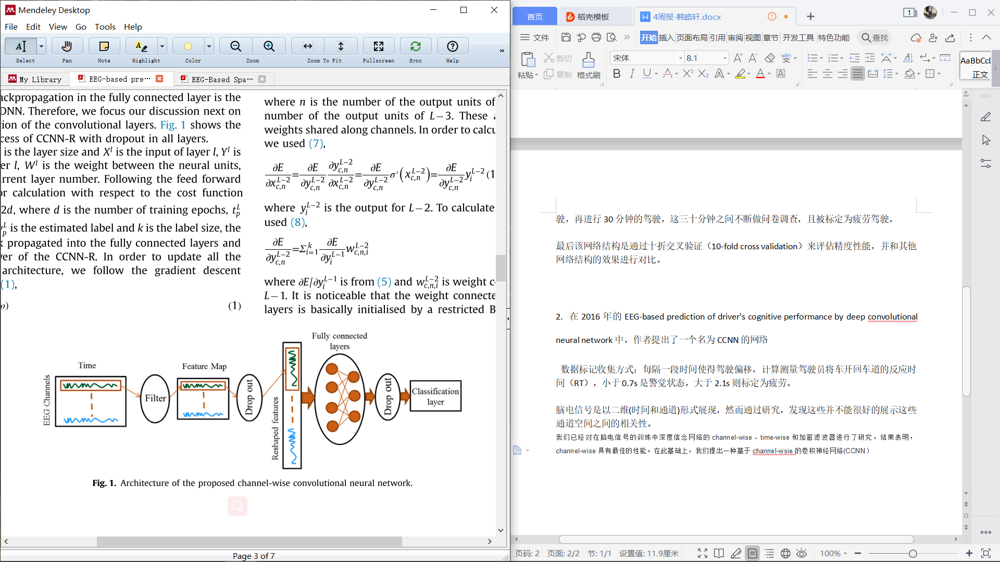 Mendeley Desktop
File Edit View Go Tools Help
Select Pan Note Highlight Color Zoom Zoom To Fit Fullscreen Sync Help
My Library EEG-based pre… EEG-Based Spa…
ackpropagation in the fully connected layer is the
DNN. Therefore, we focus our discussion next on
ion of the convolutional layers. Fig. 1 shows the
cess of CCNN-R with dropout in all layers.
is the layer size and X^l is the input of layer l, Y^l is
er l, W^l is the weight between the neural units,
rrent layer number. Following the feed forward
or calculation with respect to the cost function
2d, where d is the number of training epochs, t_p^L
y_p^L is the estimated label and k is the label size, the
k propagated into the fully connected layers and
er of the CCNN-R. In order to update all the
architecture, we follow the gradient descent
(1),
(1)
where n is the number of the output units of
number of the output units of L−3. These a
weights shared along channels. In order to calcu
we used (7),
∂E/∂x_{c,n}^{L−2}=∂E/∂y_{c,n}^{L−2} ∂y_{c,n}^{L−2}/∂x_{c,n}^{L−2}=∂E/∂y_{c,n}^{L−2} σ′(x_{c,n}^{L−2})=∂E/∂y_{c,n}^{L−2} y_i^{L−2} (1
where y_i^{L−2} is the output for L−2. To calculate
used (8),
∂E/∂y_{c,n}^{L−2}=Σ_{i=1}^k ∂E/∂y_i^{L−1} w_{c,n,i}^{L−2}
where ∂E/∂y_i^{L−1} is from (5) and w_{c,n,i}^{L−2} is weight c
L−1. It is noticeable that the weight connecte
layers is basically initialised by a restricted B
Time
EEG Channels
Filter
Feature Map
Drop out
Reshaped features
Fully connected
layers
Drop out
Classification
layer
Fig. 1. Architecture of the proposed channel-wise convolutional neural network.
Page 3 of 7
首页 稻壳模板 4周报-韩皓轩.docx 1
文件 开始 插入 页面布局 引用 审阅 视图 章节 开发工具 特色功能 查找
粘贴 剪切 复制 格式刷 宋体 8.1 AaBbCcI 正文
驶，再进行 30 分钟的驾驶，这三十分钟之间不断做问卷调查，且被标定为疲劳驾驶。
最后该网络结构是通过十折交叉验证（10-fold cross validation）来评估精度性能，并和其他
网络结构的效果进行对比。
2. 在 2016 年的 EEG-based prediction of driver's cognitive performance by deep convolutional
neural network 中，作者提出了一个名为 CCNN 的网络
数据标记收集方式：每隔一段时间使得驾驶偏移，计算测量驾驶员将车开回车道的反应时
间（RT），小于 0.7s 是警觉状态，大于 2.1s 则标定为疲劳。
脑电信号是以二维(时间和通道)形式展现，然而通过研究，发现这些并不能很好的展示这些
通道空间之间的相关性。
我们已经对在脑电信号的训练中深度信念网络的 channel-wise、time-wise 和加窗滤波器进行了研究，结果表明，
channel-wise 具有最佳的性能。在此基础上，我们提出一种基于 channel-wsie 的卷积神经网络(CCNN）
页码: 2 页面: 2/2 节: 1/1 设置值: 11.9厘米 100%